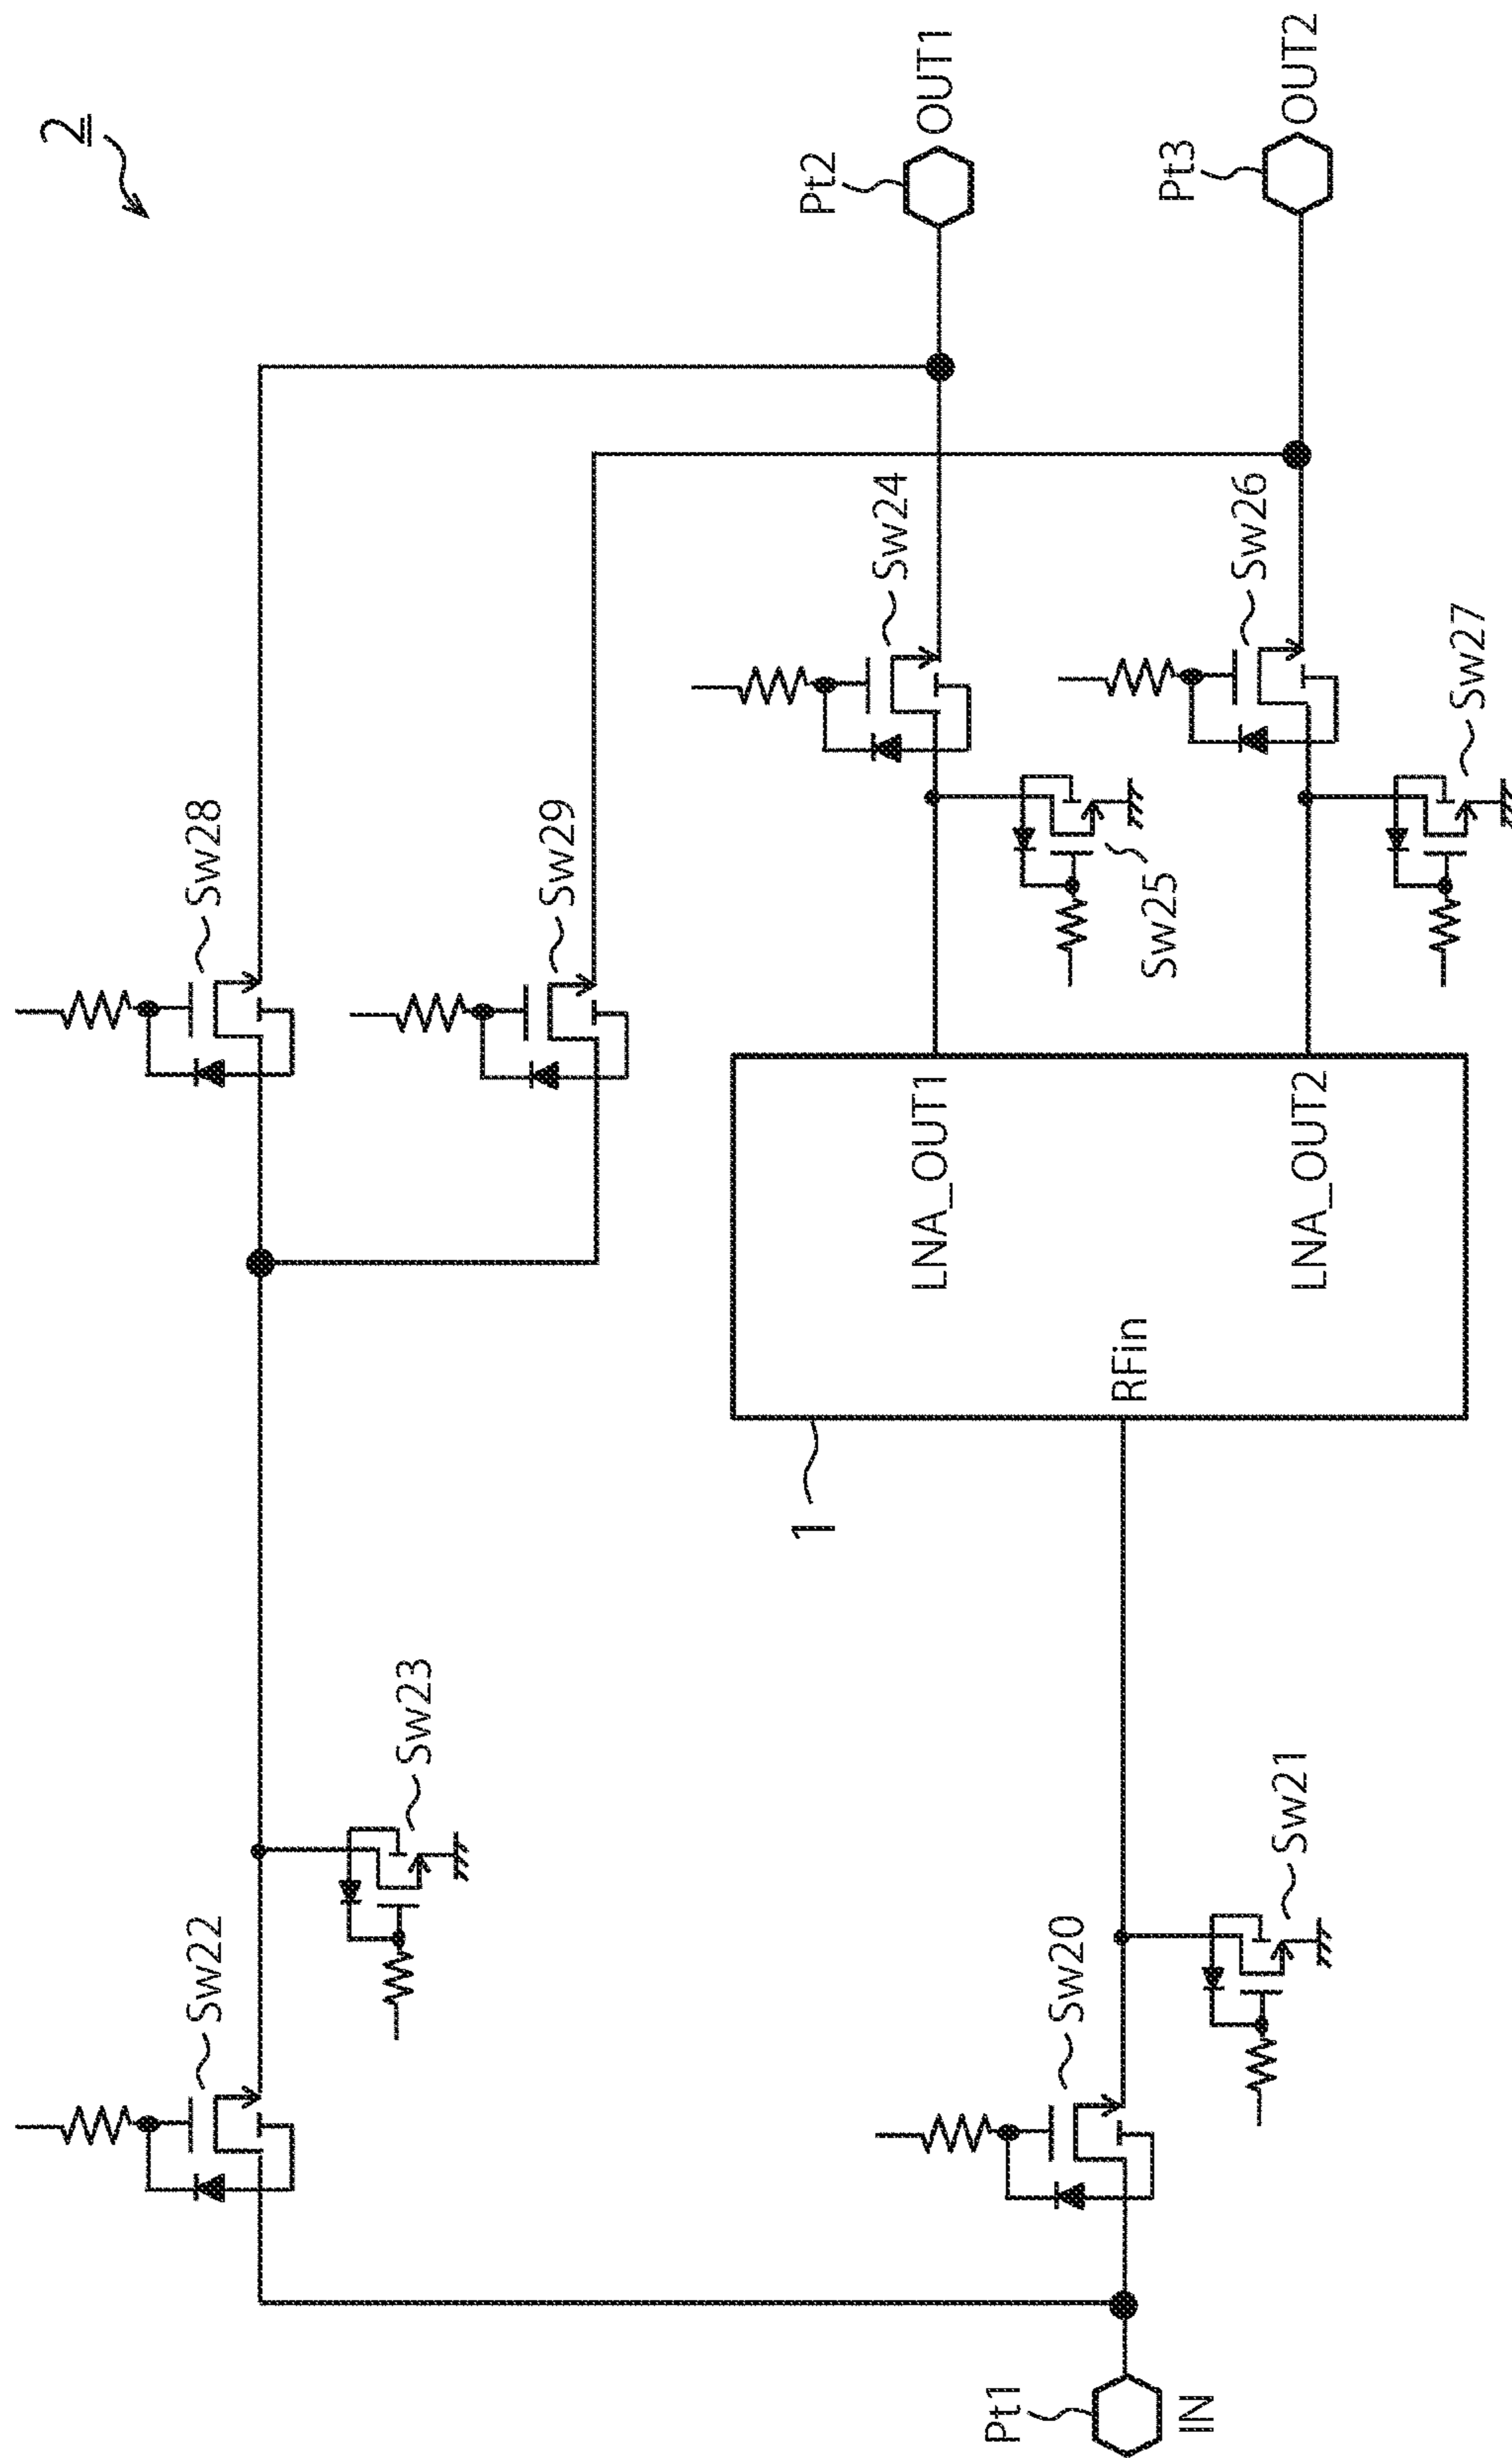 2
Sw22
Sw23
Sw28
Sw29
Pt1
IN
Sw20
Sw21
1
RFin
LNA_OUT1
LNA_OUT2
Sw24
Sw25
Sw26
Sw27
Pt2
OUT1
Pt3
OUT2